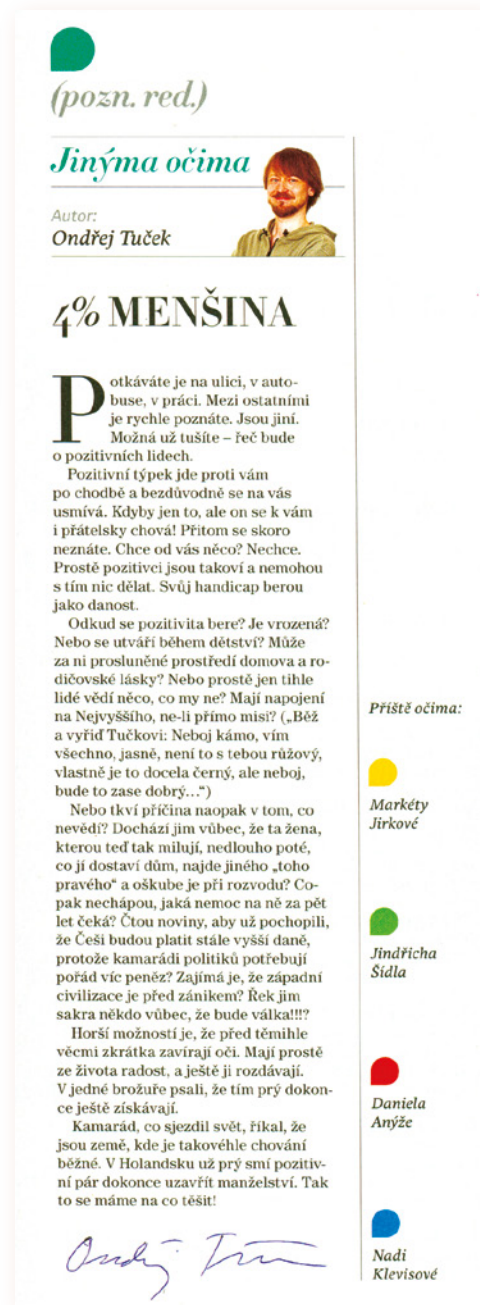 (pozn. red.)
Jinýma očima
Autor:
Ondřej Tuček
4% MENŠINA
Potkáváte je na ulici, v auto-
buse, v práci. Mezi ostatními
je rychle poznáte. Jsou jiní.
Možná už tušíte – řeč bude
o pozitivních lidech.
Pozitivní týpek jde proti vám
po chodbě a bezdůvodně se na vás
usmívá. Kdyby jen to, ale on se k vám
i přátelsky chová! Přitom se skoro
neznáte. Chce od vás něco? Nechce.
Prostě pozitivci jsou takoví a nemohou
s tím nic dělat. Svůj handicap berou
jako danost.
Odkud se pozitivita bere? Je vrozená?
Nebo se utváří během dětství? Může
za ni prosluněné prostředí domova a ro-
dičovské lásky? Nebo prostě jen tihle
lidé vědí něco, co my ne? Mají napojení
na Nejvyššího, ne-li přímo misi? („Běž
a vyřiď Tučkovi: Neboj kámo, vím
všechno, jasně, není to s tebou růžový,
vlastně je to docela černý, ale neboj,
bude to zase dobrý…“)
Nebo tkví příčina naopak v tom, co
nevědí? Dochází jim vůbec, že ta žena,
kterou teď tak milují, nedlouho poté,
co jí dostaví dům, najde jiného „toho
pravého“ a oškube je při rozvodu? Co-
pak nechápou, jaká nemoc na ně za pět
let čeká? Čtou noviny, aby už pochopili,
že Češi budou platit stále vyšší daně,
protože kamarádi politiků potřebují
pořád víc peněz? Zajímá je, že západní
civilizace je před zánikem? Řek jim
sakra někdo vůbec, že bude válka!!!?
Horší možností je, že před těmihle
věcmi zkrátka zavírají oči. Mají prostě
ze života radost, a ještě ji rozdávají.
V jedné brožuře psali, že tím prý dokon-
ce ještě získávají.
Kamarád, co sjezdil svět, říkal, že
jsou země, kde je takovéhle chování
běžné. V Holandsku už prý smí pozitiv-
ní pár dokonce uzavřít manželství. Tak
to se máme na co těšit!
Příště očima:
Markéty
Jirkové
Jindřicha
Šídla
Daniela
Anýže
Nadi
Klevisové